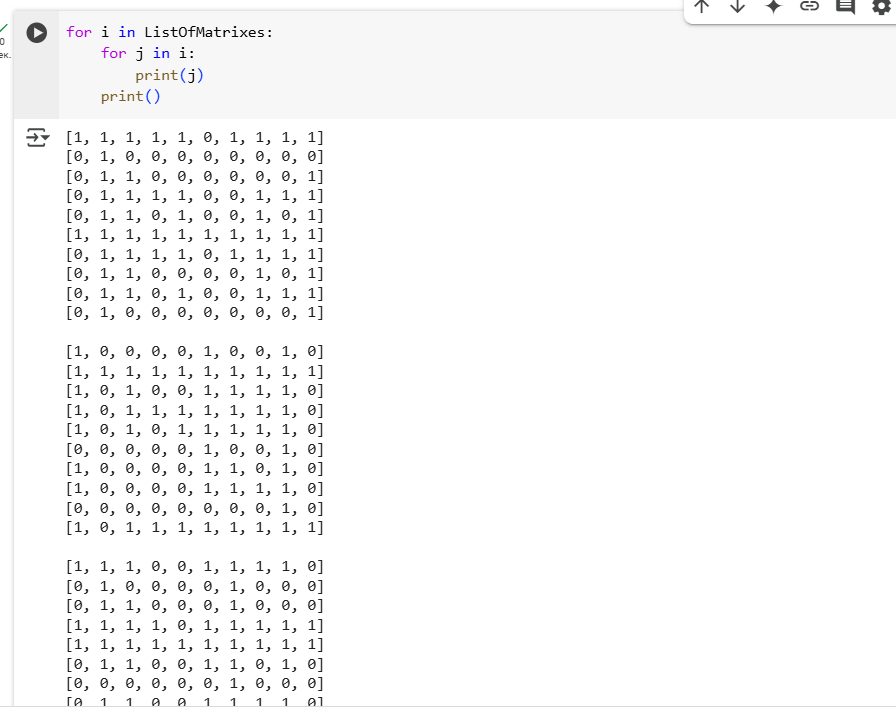 0
ек.
for i in ListOfMatrixes:
    for j in i:
        print(j)
    print()
[1, 1, 1, 1, 1, 0, 1, 1, 1, 1]
[0, 1, 0, 0, 0, 0, 0, 0, 0, 0]
[0, 1, 1, 0, 0, 0, 0, 0, 0, 1]
[0, 1, 1, 1, 1, 0, 0, 1, 1, 1]
[0, 1, 1, 0, 1, 0, 0, 1, 0, 1]
[1, 1, 1, 1, 1, 1, 1, 1, 1, 1]
[0, 1, 1, 1, 1, 0, 1, 1, 1, 1]
[0, 1, 1, 0, 0, 0, 0, 1, 0, 1]
[0, 1, 1, 0, 1, 0, 0, 1, 1, 1]
[0, 1, 0, 0, 0, 0, 0, 0, 0, 1]

[1, 0, 0, 0, 0, 1, 0, 0, 1, 0]
[1, 1, 1, 1, 1, 1, 1, 1, 1, 1]
[1, 0, 1, 0, 0, 1, 1, 1, 1, 0]
[1, 0, 1, 1, 1, 1, 1, 1, 1, 0]
[1, 0, 1, 0, 1, 1, 1, 1, 1, 0]
[0, 0, 0, 0, 0, 1, 0, 0, 1, 0]
[1, 0, 0, 0, 0, 1, 1, 0, 1, 0]
[1, 0, 0, 0, 0, 1, 1, 1, 1, 0]
[0, 0, 0, 0, 0, 0, 0, 0, 1, 0]
[1, 0, 1, 1, 1, 1, 1, 1, 1, 1]

[1, 1, 1, 0, 0, 1, 1, 1, 1, 0]
[0, 1, 0, 0, 0, 0, 1, 0, 0, 0]
[0, 1, 1, 0, 0, 0, 1, 0, 0, 0]
[1, 1, 1, 1, 0, 1, 1, 1, 1, 1]
[1, 1, 1, 1, 1, 1, 1, 1, 1, 1]
[0, 1, 1, 0, 0, 1, 1, 0, 1, 0]
[0, 0, 0, 0, 0, 0, 1, 0, 0, 0]
[0, 1, 1, 0, 0, 1, 1, 1, 1, 0]